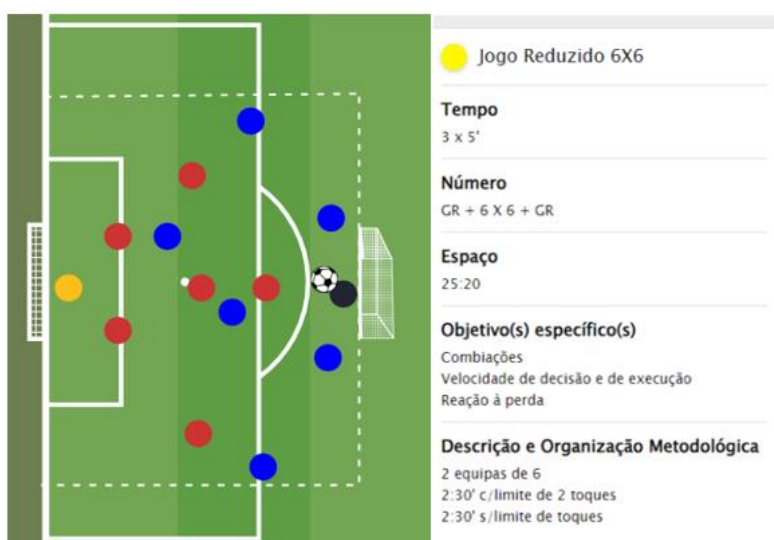 Jogo Reduzido 6X6
Tempo
3 x 5'
Número
GR + 6 X 6 + GR
Espaço
25:20
Objetivo(s) específico(s)
Combiações
Velocidade de decisão e de execução
Reação à perda
Descrição e Organização Metodológica
2 equipas de 6
2:30' c/limite de 2 toques
2:30' s/limite de toques